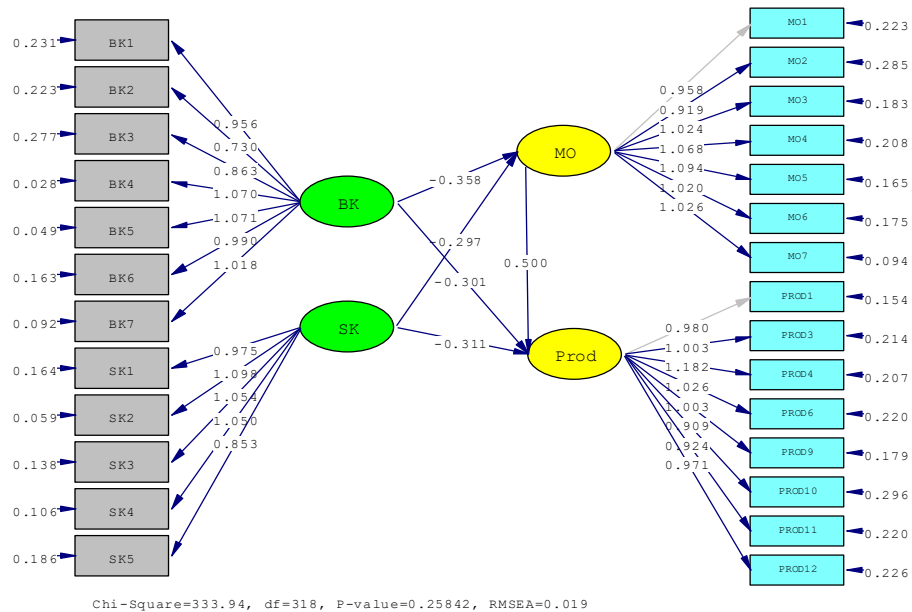 0.231 BK1
0.223 BK2
0.277 BK3
0.028 BK4
0.049 BK5
0.163 BK6
0.092 BK7
0.164 SK1
0.059 SK2
0.138 SK3
0.106 SK4
0.186 SK5
0.956
0.730
0.863
1.070
1.071
0.990
1.018
0.975
1.098
1.054
1.050
0.853
BK
SK
-0.358
-0.297
-0.301
-0.311
0.500
MO
Prod
0.958
0.919
1.024
1.068
1.094
1.020
1.026
0.980
1.003
1.182
1.026
1.003
0.909
0.924
0.971
MO1 0.223
MO2 0.285
MO3 0.183
MO4 0.208
MO5 0.165
MO6 0.175
MO7 0.094
PROD1 0.154
PROD3 0.214
PROD4 0.207
PROD6 0.220
PROD9 0.179
PROD10 0.296
PROD11 0.220
PROD12 0.226
Chi-Square=333.94, df=318, P-value=0.25842, RMSEA=0.019